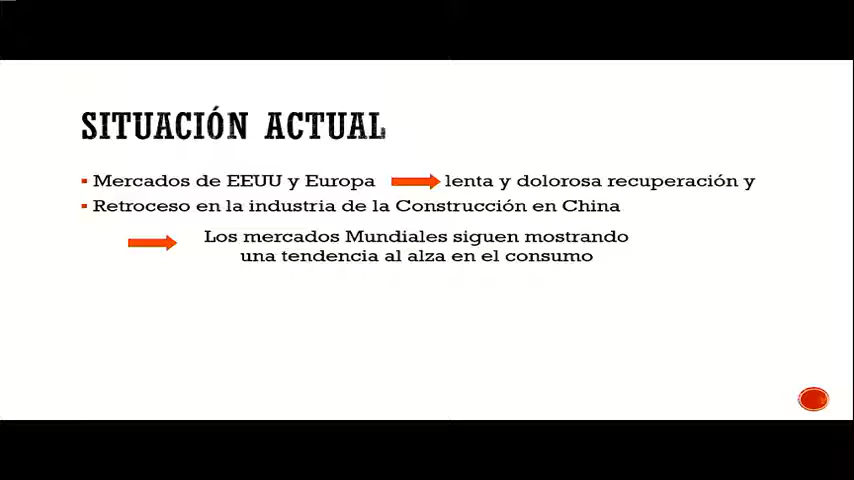 SITUACIÓN ACTUAL
Mercados de EEUU y Europa lenta y dolorosa recuperación y
Retroceso en la industria de la Construcción en China
Los mercados Mundiales siguen mostrando
una tendencia al alza en el consumo